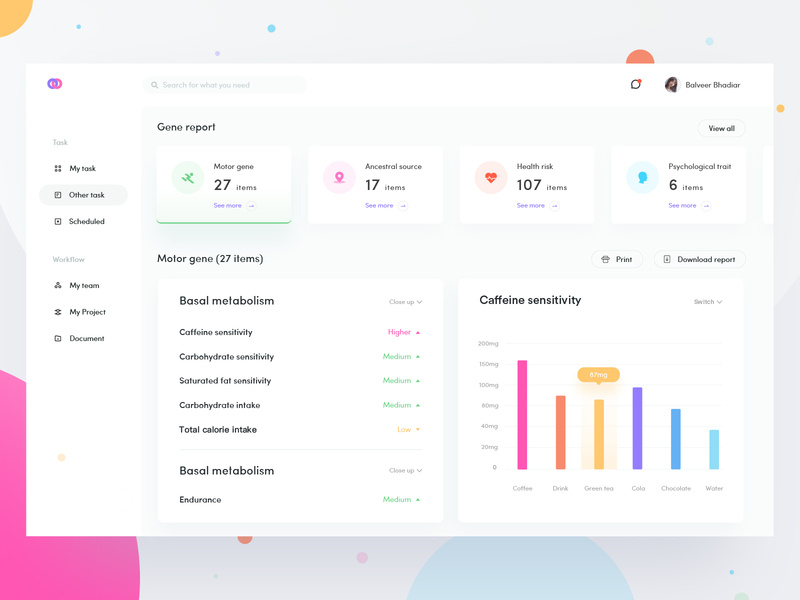 Search for what you need
Balveer Bhadiar
Task
My task
Other task
Scheduled
Workflow
My team
My Project
Document
Gene report
View all
Motor gene
27 items
See more
Ancestral source
17 items
See more
Health risk
107 items
See more
Psychological trait
6 items
See more
Motor gene (27 items)
Print
Download report
Basal metabolism
Close up
Caffeine sensitivity
Higher
Carbohydrate sensitivity
Medium
Saturated fat sensitivity
Medium
Carbohydrate intake
Medium
Total calorie intake
Low
Basal metabolism
Close up
Endurance
Medium
Caffeine sensitivity
Switch
200mg
150mg
100mg
80mg
40mg
20mg
0
67mg
Coffee
Drink
Green tea
Cola
Chocolate
Water